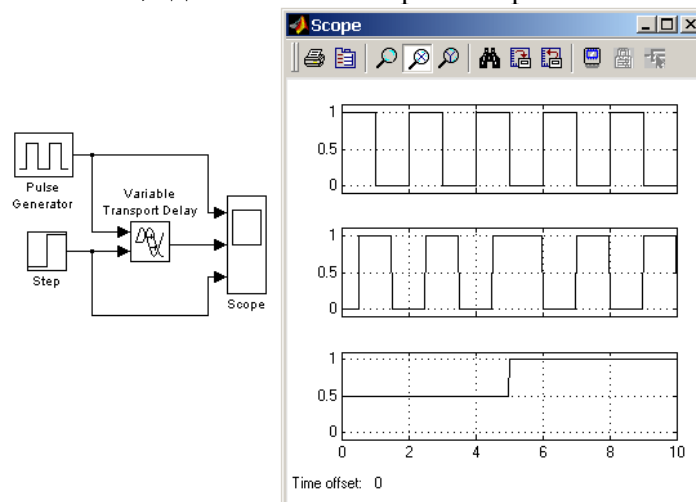 Scope
1
0.5
0
1
0.5
0
1
0.5
0
0 2 4 6 8 10
Time offset: 0
Pulse
Generator
Variable
Transport Delay
Step
Scope